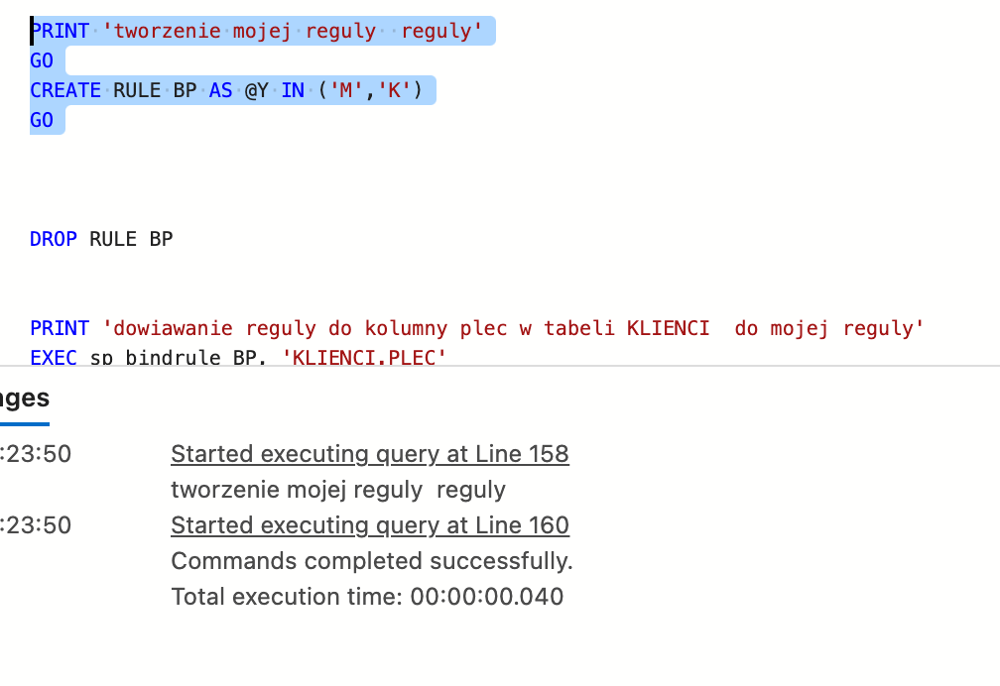 PRINT 'tworzenie mojej reguly  reguly'
GO
CREATE RULE BP AS @Y IN ('M','K')
GO
DROP RULE BP
PRINT 'dowiawanie reguly do kolumny plec w tabeli KLIENCI  do mojej reguly'
EXEC sp_bindrule BP, 'KLIENCI.PLEC'
ages
:23:50 Started executing query at Line 158
tworzenie mojej reguly  reguly
:23:50 Started executing query at Line 160
Commands completed successfully.
Total execution time: 00:00:00.040